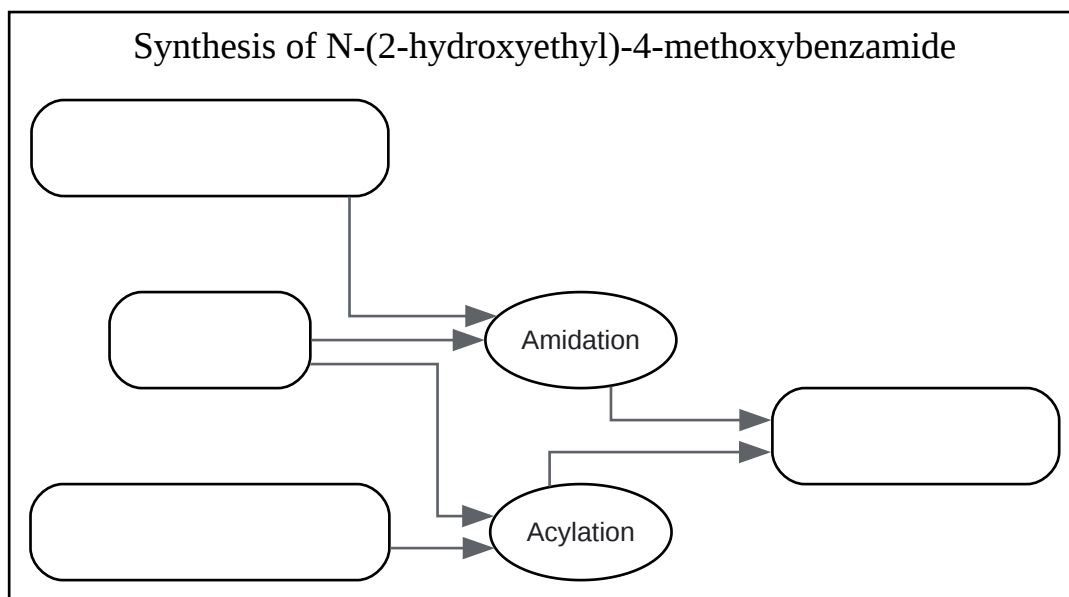 Synthesis of N-(2-hydroxyethyl)-4-methoxybenzamide
Amidation
Acylation